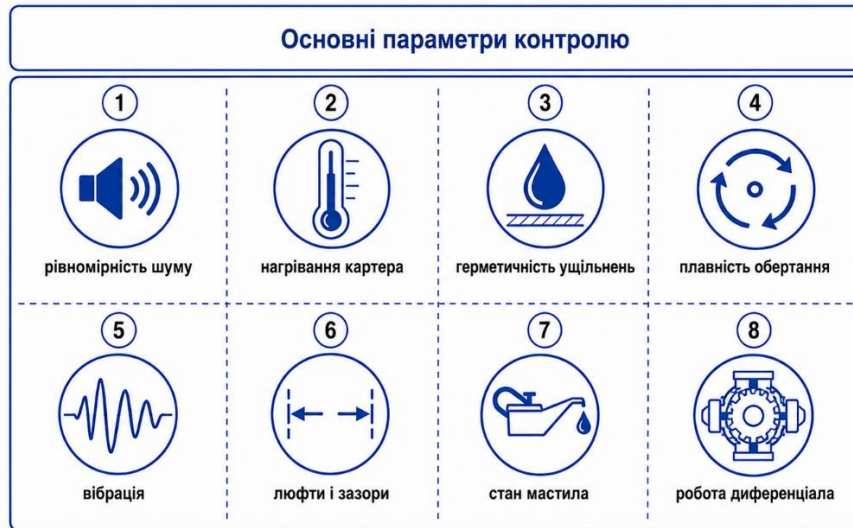 Основні параметри контролю
1
2
3
4
рівномірність шуму
нагрівання картера
герметичність ущільнень
плавність обертання
5
6
7
8
вібрація
люфти і зазори
стан мастила
робота диференціала